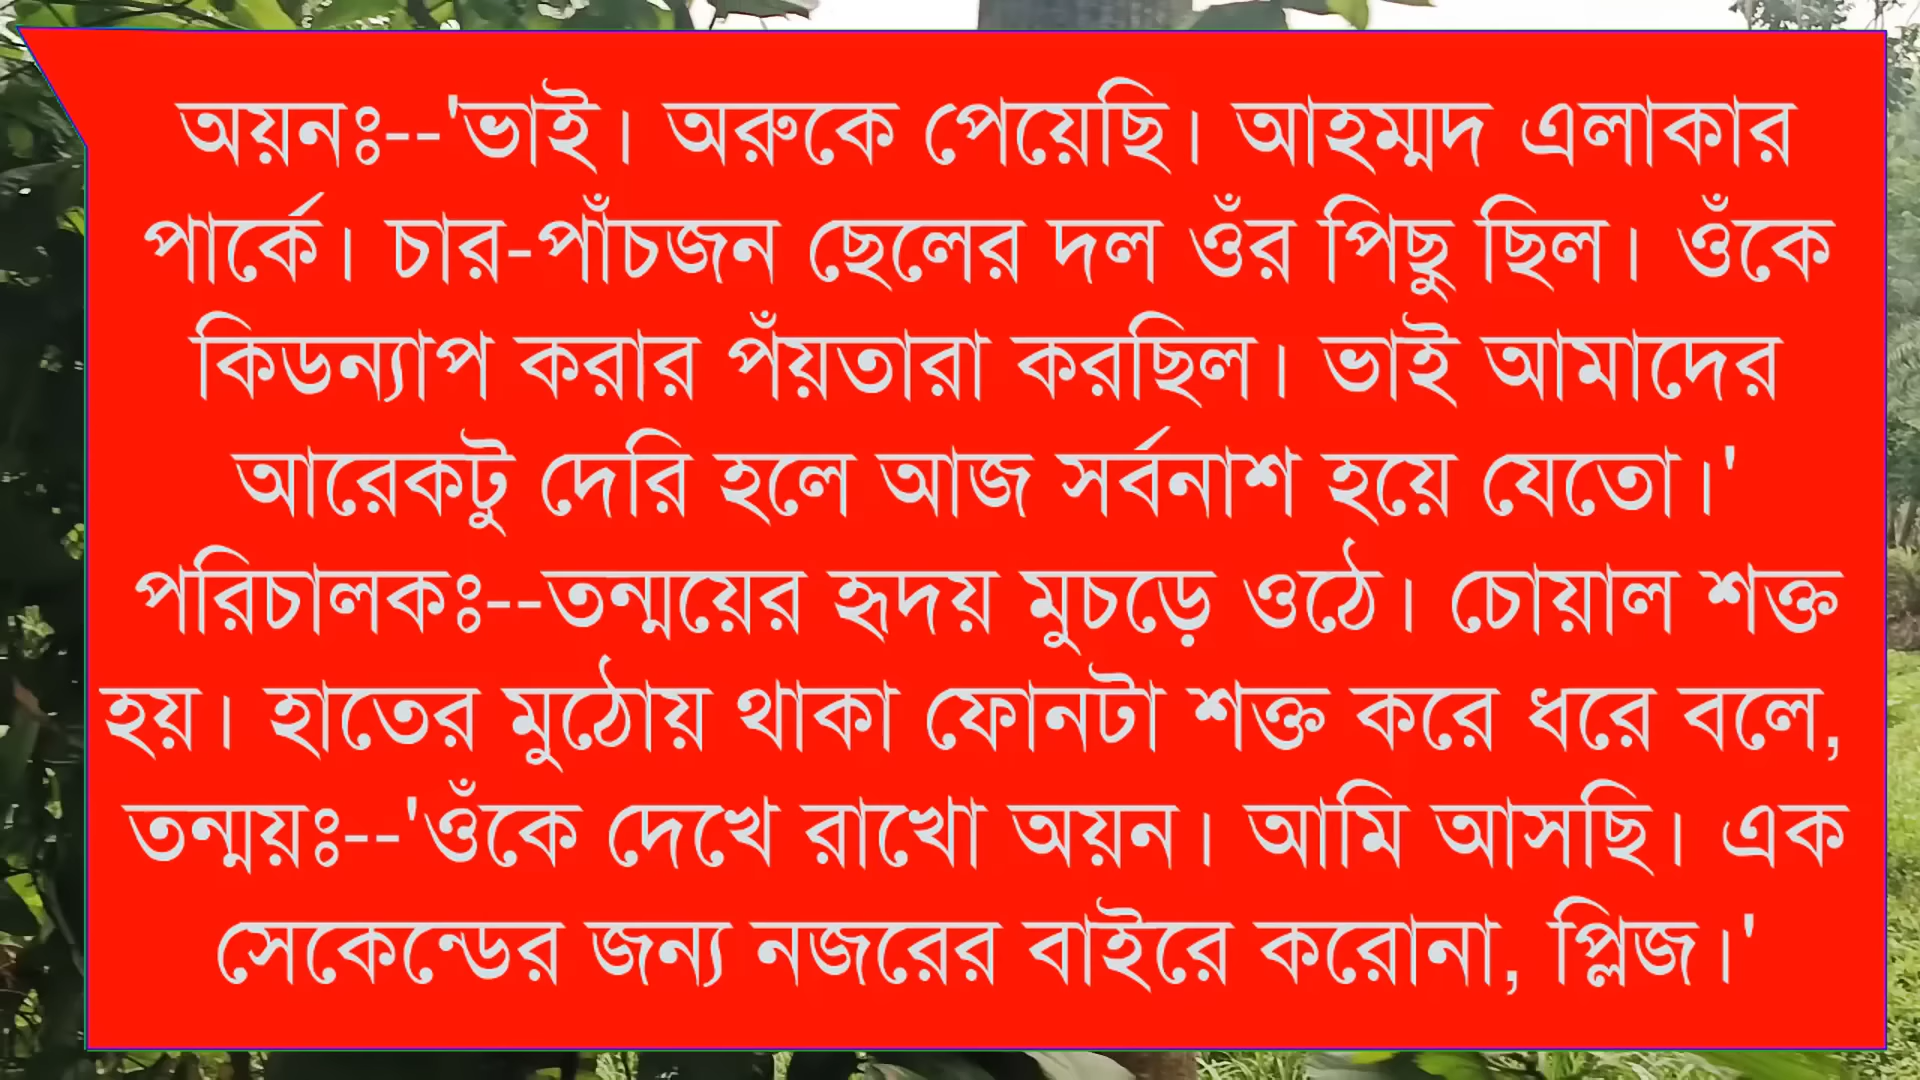 অয়নঃ--'ভাই। অরুকে পেয়েছি। আহম্মদ এলাকার
পার্কে। চার-পাঁচজন ছেলের দল ওঁর পিছু ছিল। ওঁকে
কিডন্যাপ করার পঁয়তারা করছিল। ভাই আমাদের
আরেকটু দেরি হলে আজ সর্বনাশ হয়ে যেতো।'
পরিচালকঃ--তন্ময়ের হৃদয় মুচড়ে ওঠে। চোয়াল শক্ত
হয়। হাতের মুঠোয় থাকা ফোনটা শক্ত করে ধরে বলে,
তন্ময়ঃ--'ওঁকে দেখে রাখো অয়ন। আমি আসছি। এক
সেকেন্ডের জন্য নজরের বাইরে করোনা, প্লিজ।'